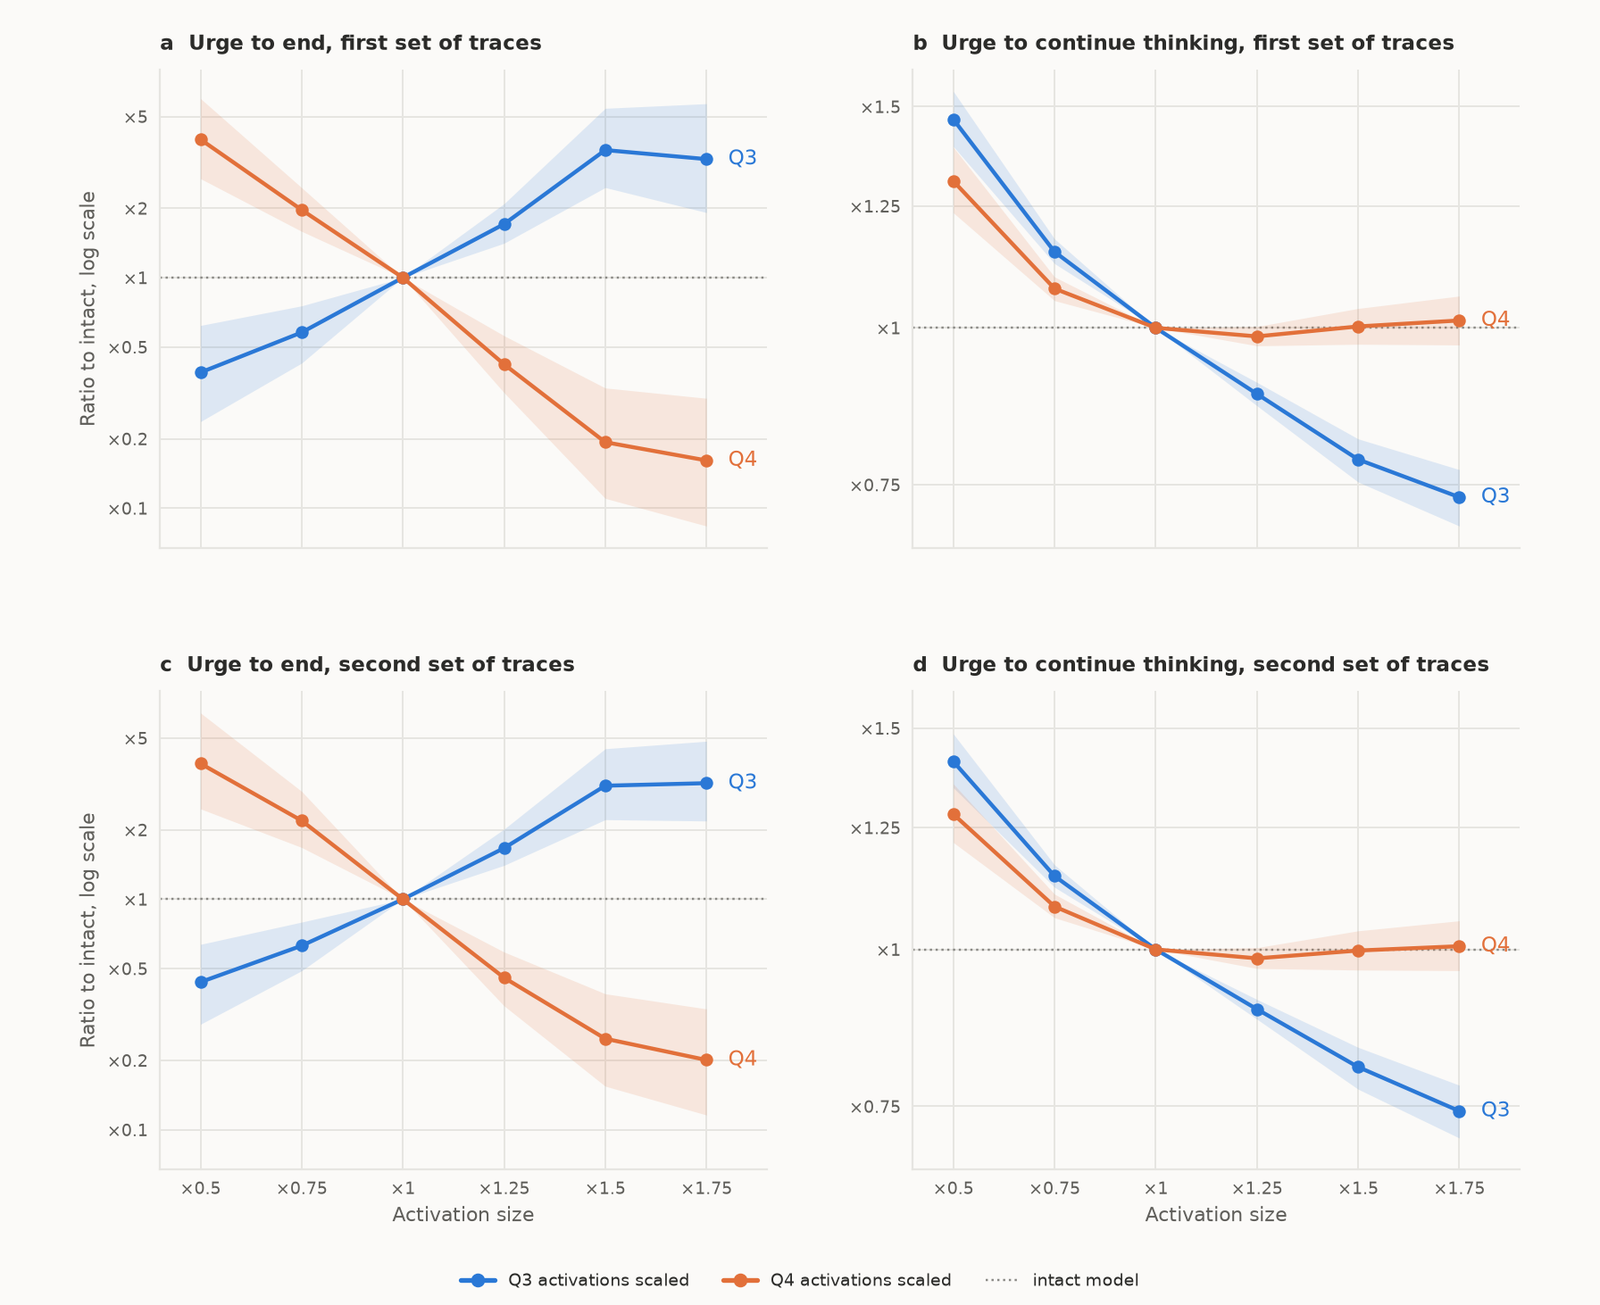 a Urge to end, first set of traces
Ratio to intact, log scale
×5
×2
×1
×0.5
×0.2
×0.1
Q3
Q4
b Urge to continue thinking, first set of traces
×1.5
×1.25
×1
×0.75
Q4
Q3
c Urge to end, second set of traces
Ratio to intact, log scale
×5
×2
×1
×0.5
×0.2
×0.1
Q3
Q4
×0.5 ×0.75 ×1 ×1.25 ×1.5 ×1.75
Activation size
d Urge to continue thinking, second set of traces
×1.5
×1.25
×1
×0.75
Q4
Q3
×0.5 ×0.75 ×1 ×1.25 ×1.5 ×1.75
Activation size
Q3 activations scaled Q4 activations scaled intact model